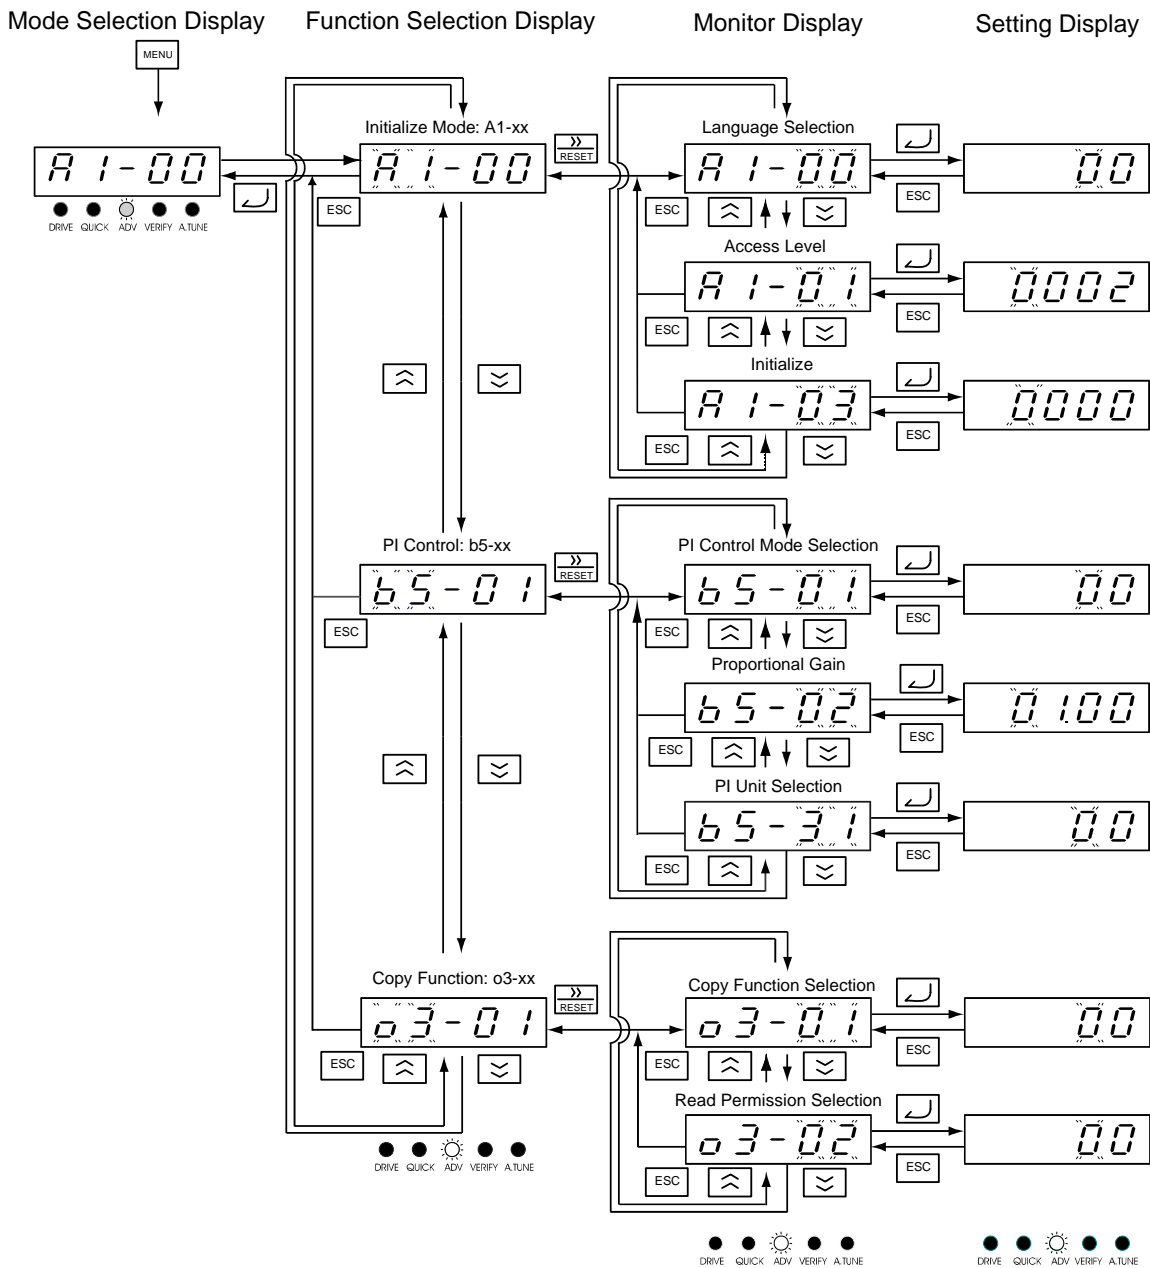 Mode Selection Display Function Selection Display Monitor Display Setting Display
MENU
Initialize Mode: A1-xx Language Selection
A1-00 A1-00 >> RESET A1-00 00
ESC ESC ESC
DRIVE QUICK ADV VERIFY A.TUNE
Access Level
A1-01 0002
ESC ESC
Initialize
A1-03 0000
ESC ESC
PI Control: b5-xx PI Control Mode Selection
b5-01 >> RESET b5-01 00
ESC ESC ESC
Proportional Gain
b5-02 01.00
ESC ESC
PI Unit Selection
b5-31 00
ESC ESC
Copy Function: o3-xx Copy Function Selection
o3-01 >> RESET o3-01 00
ESC ESC ESC
Read Permission Selection
o3-02 00
ESC ESC
DRIVE QUICK ADV VERIFY A.TUNE
DRIVE QUICK ADV VERIFY A.TUNE DRIVE QUICK ADV VERIFY A.TUNE